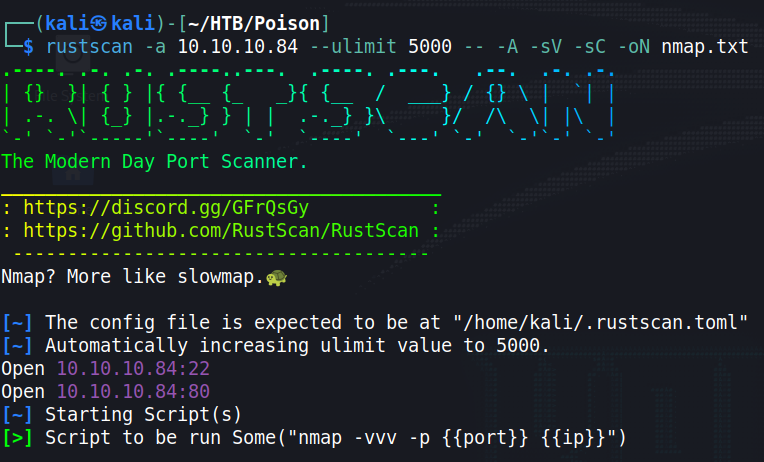 ┌──(kali㉿kali)-[~/HTB/Poison]
└─$ rustscan -a 10.10.10.84 --ulimit 5000 -- -A -sV -sC -oN nmap.txt
.----. .-. .-. .----..---.  .----. .---.   .--.  .-. .-.
| {}  }| { } |{ {__ {_   _}{ {__  /  ___} / {} \ |  `| |
| .-. \| {_} |.-._} } | |  .-._} }\     }/  /\  \| |\  |
`-' `-'`-----'`----'  `-'  `----'  `---' `-'  `-'`-' `-'
The Modern Day Port Scanner.
________________________________________
: https://discord.gg/GFrQsGy           :
: https://github.com/RustScan/RustScan :
 --------------------------------------
Nmap? More like slowmap.🐢
[~] The config file is expected to be at "/home/kali/.rustscan.toml"
[~] Automatically increasing ulimit value to 5000.
Open 10.10.10.84:22
Open 10.10.10.84:80
[~] Starting Script(s)
[>] Script to be run Some("nmap -vvv -p {{port}} {{ip}}")